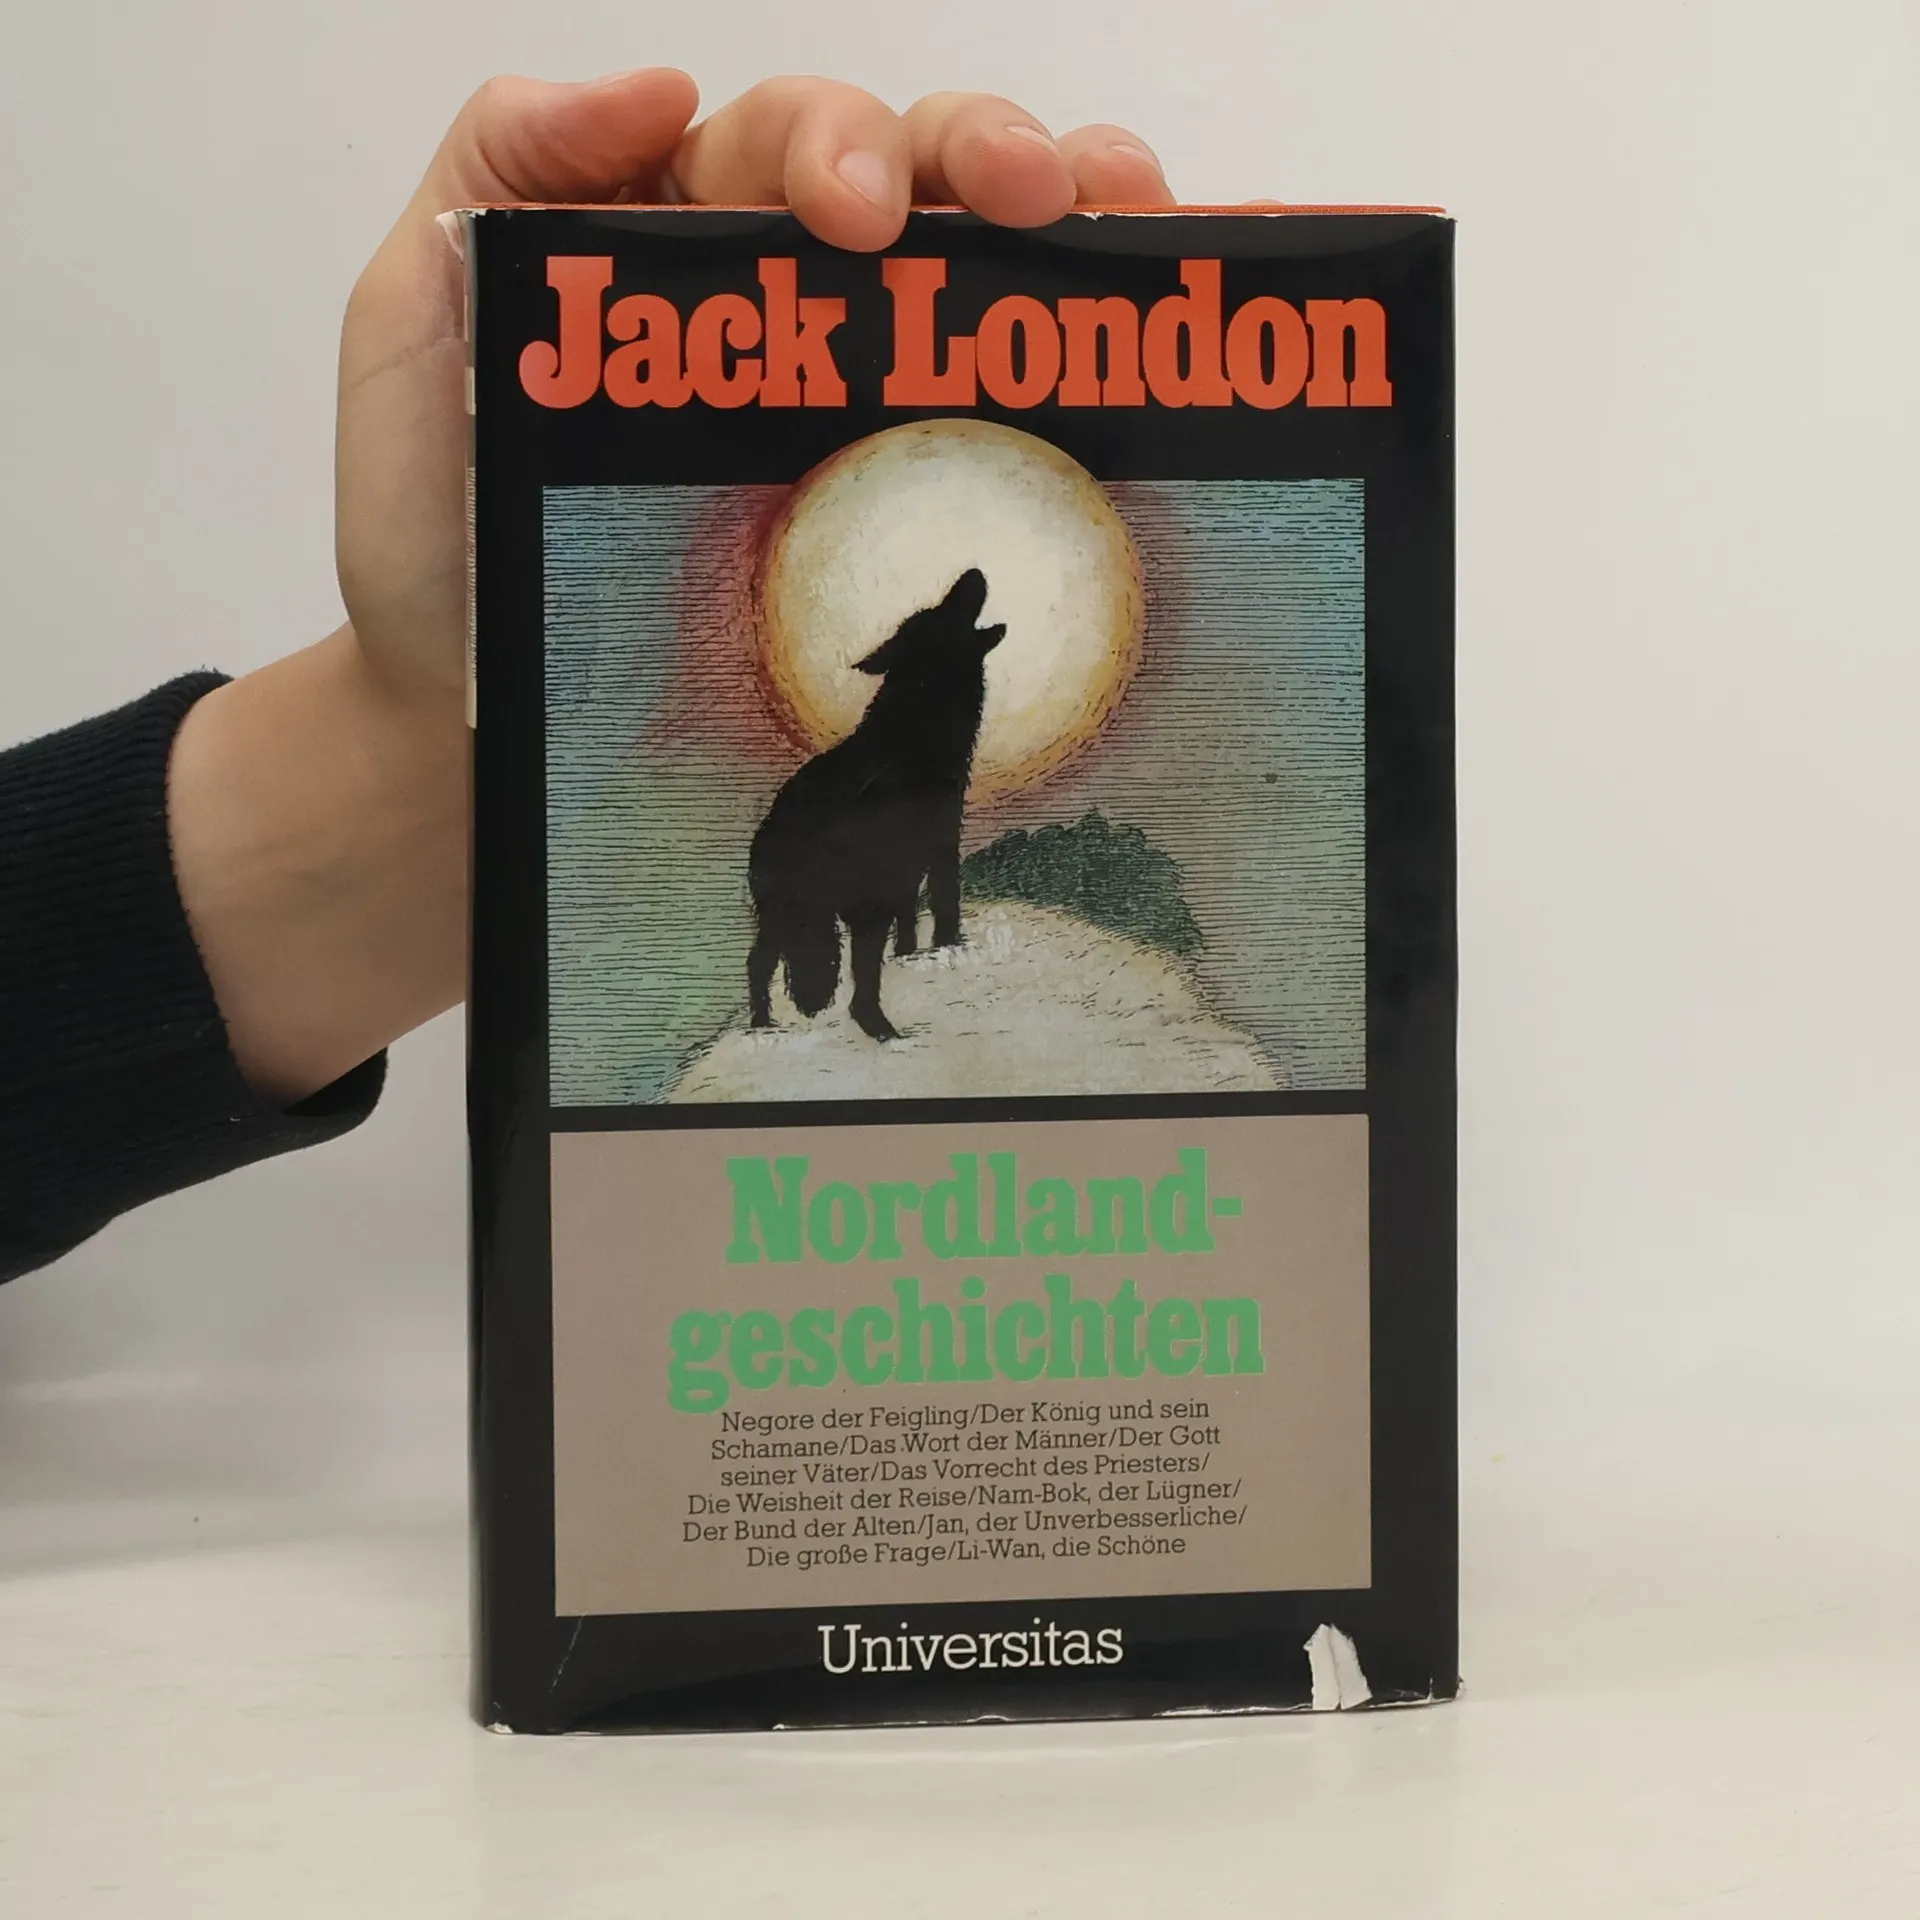 Jack London
Nordland-
geschichten
Negore der Feigling/Der König und sein
Schamane/Das Wort der Männer/Der Gott
seiner Väter/Das Vorrecht des Priesters/
Die Weisheit der Reise/Nam-Bok, der Lügner/
Der Bund der Alten/Jan, der Unverbesserliche/
Die große Frage/Li-Wan, die Schöne
Universitas